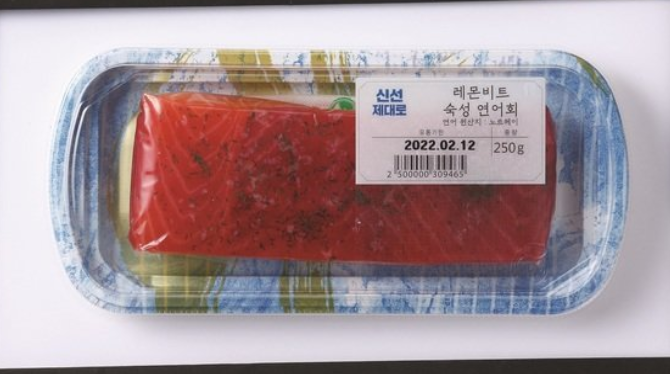 신선
제대로
레몬비트
숙성 연어회
연어 원산지 : 노르웨이
유통기한 중량
2022.02.12 250g
2 500000 309465